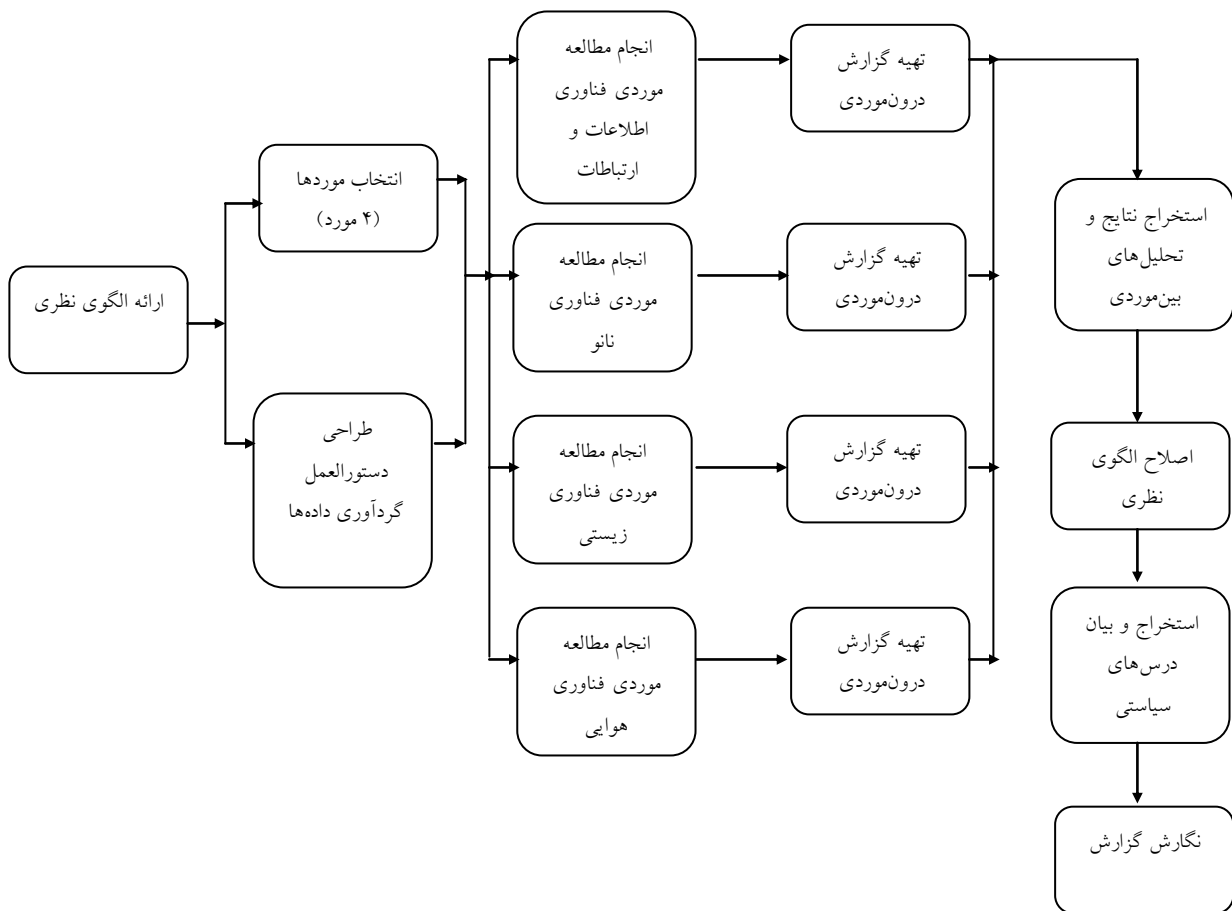 ارائه الگوی نظری
انتخاب موردها
(۴ مورد)
طراحی
دستورالعمل
گردآوری داده‌ها
انجام مطالعه
موردی فناوری
اطلاعات و
ارتباطات
تهیه گزارش
درون‌موردی
انجام مطالعه
موردی فناوری
نانو
تهیه گزارش
درون‌موردی
انجام مطالعه
موردی فناوری
زیستی
تهیه گزارش
درون‌موردی
انجام مطالعه
موردی فناوری
هوایی
تهیه گزارش
درون‌موردی
استخراج نتایج و
تحلیل‌های
بین‌موردی
اصلاح الگوی
نظری
استخراج و بیان
درس‌های
سیاستی
نگارش گزارش